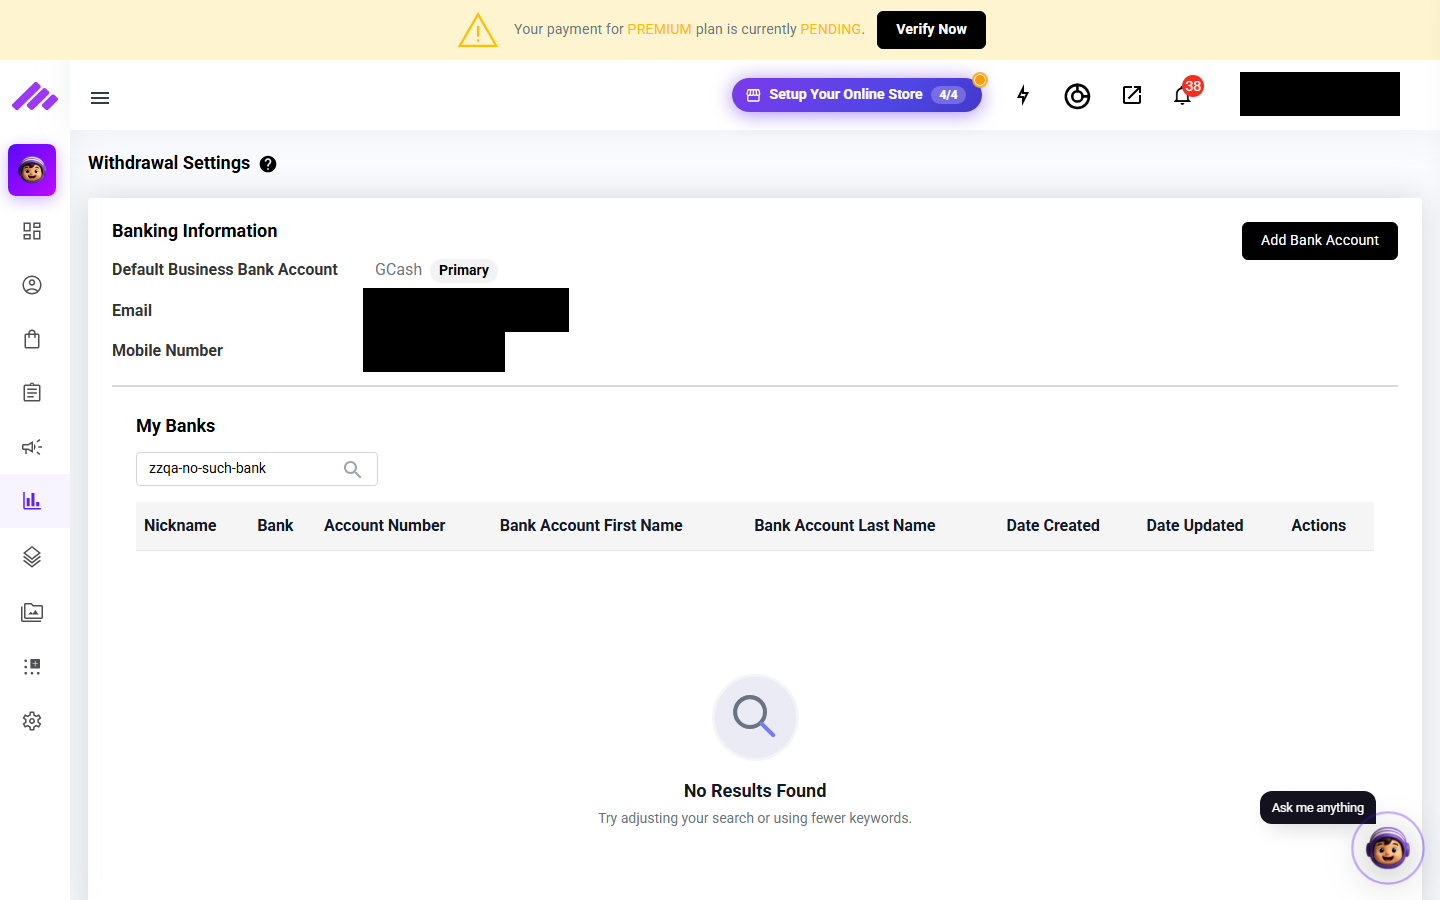 Your payment for PREMIUM plan is currently PENDING.
Verify Now
Setup Your Online Store 4/4
38
Withdrawal Settings ?
Banking Information
Add Bank Account
Default Business Bank Account GCash Primary
Email
Mobile Number
My Banks
zzqa-no-such-bank
Nickname Bank Account Number Bank Account First Name Bank Account Last Name Date Created Date Updated Actions
No Results Found
Try adjusting your search or using fewer keywords.
Ask me anything